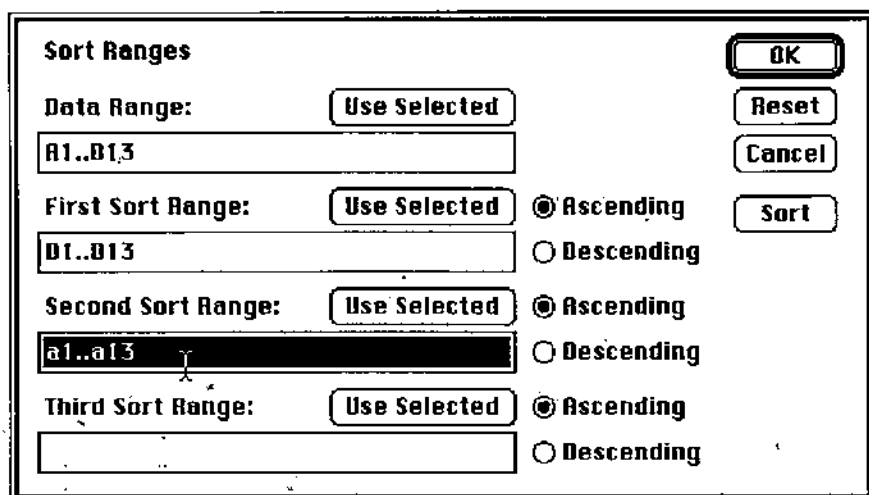 Sort Ranges
OK
Data Range: Use Selected Reset
A1..B13 Cancel
First Sort Range: Use Selected Ascending Sort
B1..B13 Descending
Second Sort Range: Use Selected Ascending
a1..a13 Descending
Third Sort Range: Use Selected Ascending
Descending